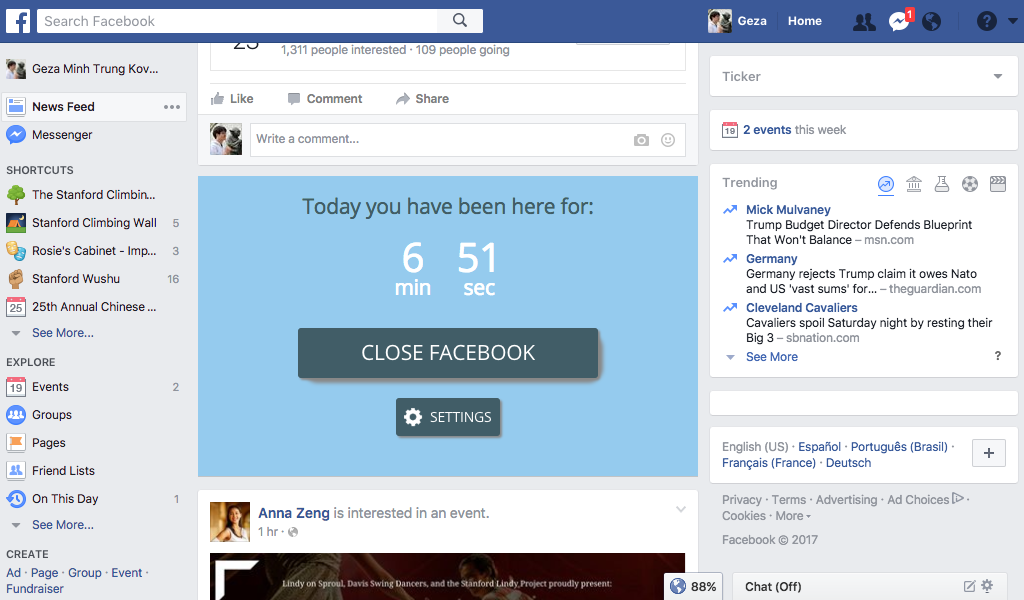 f
Search Facebook
Geza
Home
1
?
Geza Minh Trung Kov...
News Feed
Messenger
SHORTCUTS
The Stanford Climbin...
Stanford Climbing Wall 5
Rosie's Cabinet - Imp... 3
Stanford Wushu 16
25
25th Annual Chinese ...
See More...
EXPLORE
19
Events 2
Groups
Pages
Friend Lists
On This Day 1
See More...
CREATE
Ad · Page · Group · Event ·
Fundraiser
1,311 people interested · 109 people going
Like Comment Share
Write a comment...
Today you have been here for:
6 51
min sec
CLOSE FACEBOOK
SETTINGS
Anna Zeng is interested in an event.
1 hr ·
Lindy on Sproul, Davis Swing Dancers, and the Stanford Lindy Project proudly present:
Ticker
19
2 events this week
Trending
Mick Mulvaney
Trump Budget Director Defends Blueprint
That Won't Balance – msn.com
Germany
Germany rejects Trump claim it owes Nato
and US 'vast sums' for... – theguardian.com
Cleveland Cavaliers
Cavaliers spoil Saturday night by resting their
Big 3 – sbnation.com
See More ?
English (US) · Español · Português (Brasil) ·
Français (France) · Deutsch
+
Privacy · Terms · Advertising · Ad Choices ·
Cookies · More
Facebook © 2017
88%
Chat (Off)